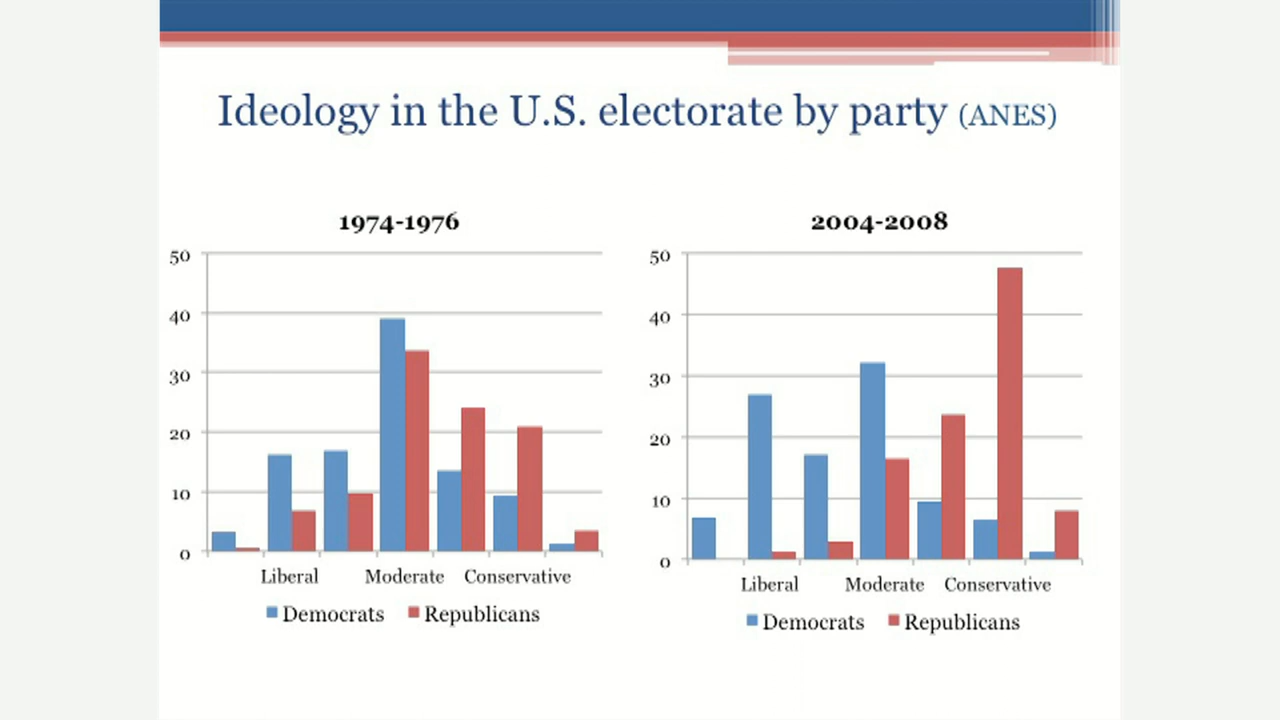 Ideology in the U.S. electorate by party (ANES)
1974-1976
50
40
30
20
10
0
Liberal Moderate Conservative
Democrats Republicans
2004-2008
50
40
30
20
10
0
Liberal Moderate Conservative
Democrats Republicans